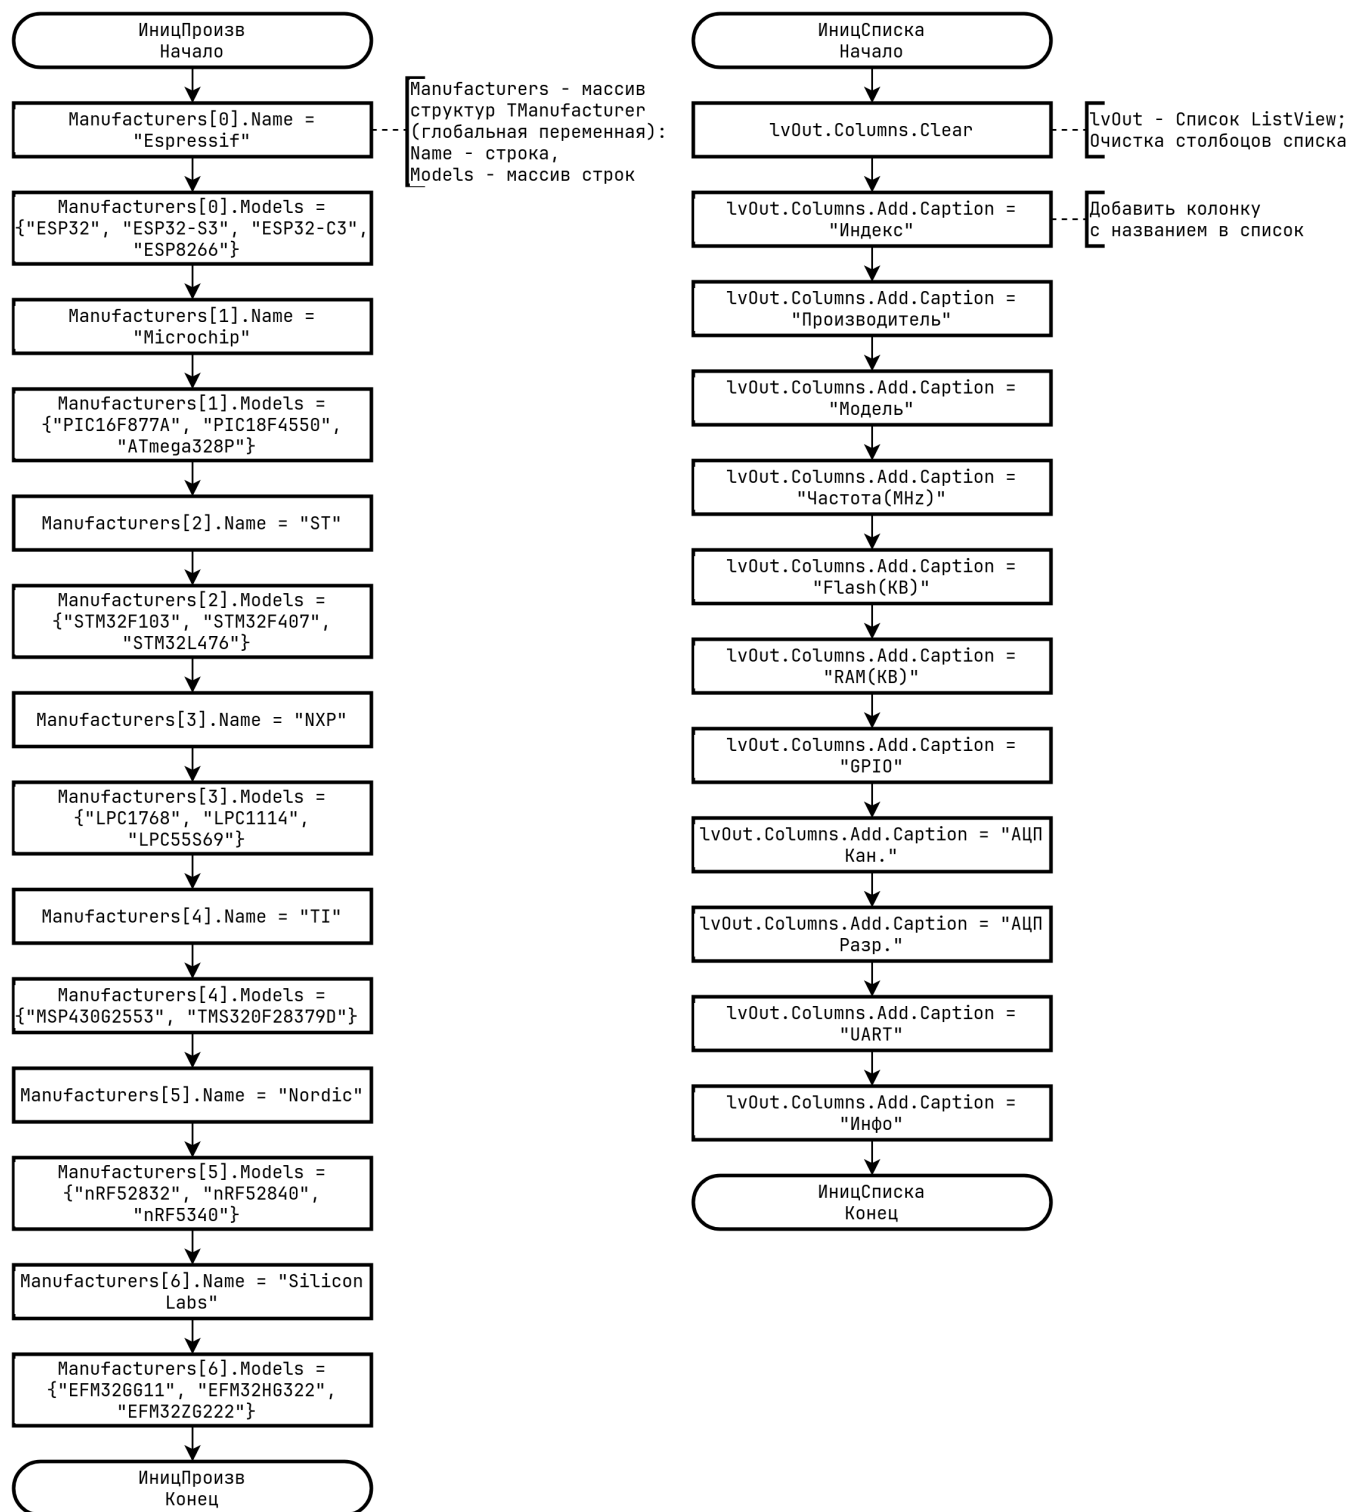 ИницПроизв
Начало
Manufacturers[0].Name =
"Espressif"
Manufacturers - массив
структур TManufacturer
(глобальная переменная):
Name - строка,
Models - массив строк
Manufacturers[0].Models =
{"ESP32", "ESP32-S3", "ESP32-C3",
"ESP8266"}
Manufacturers[1].Name =
"Microchip"
Manufacturers[1].Models =
{"PIC16F877A", "PIC18F4550",
"ATmega328P"}
Manufacturers[2].Name = "ST"
Manufacturers[2].Models =
{"STM32F103", "STM32F407",
"STM32L476"}
Manufacturers[3].Name = "NXP"
Manufacturers[3].Models =
{"LPC1768", "LPC1114",
"LPC55S69"}
Manufacturers[4].Name = "TI"
Manufacturers[4].Models =
{"MSP430G2553", "TMS320F28379D"}
Manufacturers[5].Name = "Nordic"
Manufacturers[5].Models =
{"nRF52832", "nRF52840",
"nRF5340"}
Manufacturers[6].Name = "Silicon
Labs"
Manufacturers[6].Models =
{"EFM32GG11", "EFM32HG322",
"EFM32ZG222"}
ИницПроизв
Конец
ИницСписка
Начало
lvOut.Columns.Clear
lvOut - Список ListView;
Очистка столбоцов списка
lvOut.Columns.Add.Caption =
"Индекс"
Добавить колонку
с названием в список
lvOut.Columns.Add.Caption =
"Производитель"
lvOut.Columns.Add.Caption =
"Модель"
lvOut.Columns.Add.Caption =
"Частота(MHz)"
lvOut.Columns.Add.Caption =
"Flash(KB)"
lvOut.Columns.Add.Caption =
"RAM(KB)"
lvOut.Columns.Add.Caption =
"GPIO"
lvOut.Columns.Add.Caption = "АЦП
Кан."
lvOut.Columns.Add.Caption = "АЦП
Разр."
lvOut.Columns.Add.Caption =
"UART"
lvOut.Columns.Add.Caption =
"Инфо"
ИницСписка
Конец